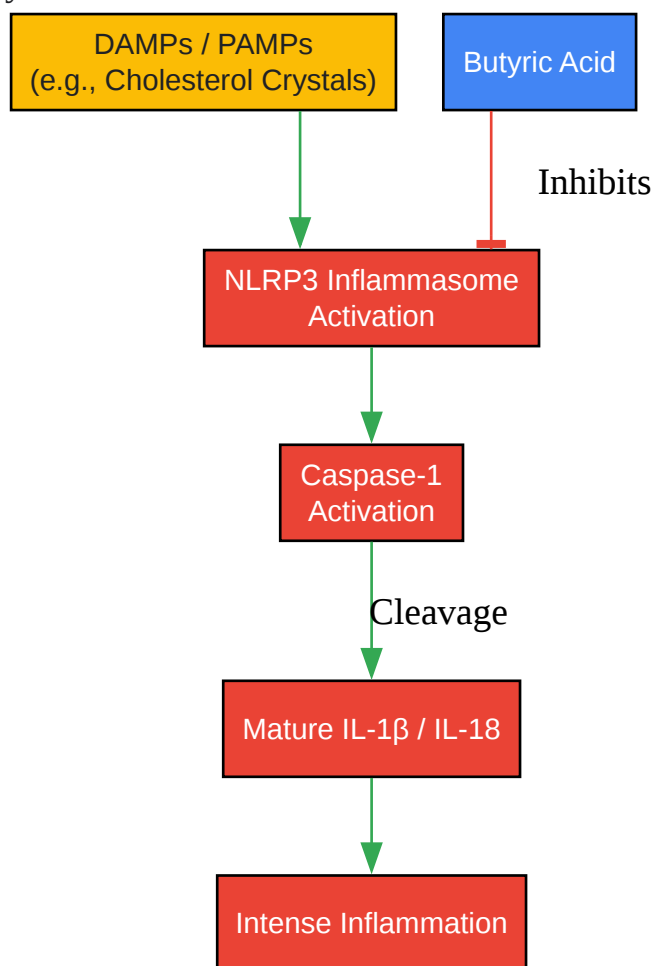 DAMPs / PAMPs
(e.g., Cholesterol Crystals)
Butyric Acid
Inhibits
NLRP3 Inflammasome
Activation
Caspase-1
Activation
Cleavage
Mature IL-1β / IL-18
Intense Inflammation